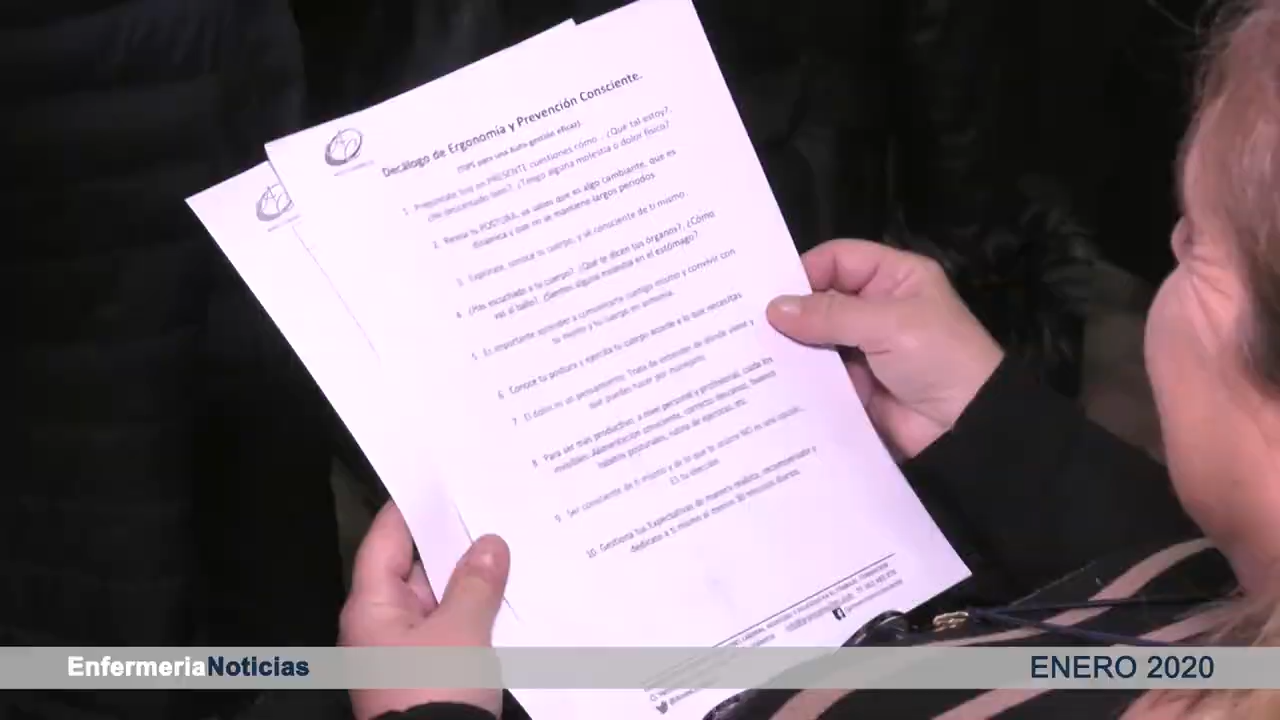 Decálogo de Ergonomía y Prevención Consciente.
(TIPS para una Auto-gestión eficaz)
1. Pregúntate hoy en PRESENTE cuestiones cómo . ¿Qué tal estoy?,
¿He descansado bien?, ¿Tengo alguna molestia o dolor físico?
2. Revisa tu POSTURA, ya sabes que es algo cambiante, que es
dinámica y que no se mantiene largos periodos
3. Explórate, conoce tu cuerpo, y sé consciente de ti mismo.
4. ¿Has escuchado a tu cuerpo?, ¿Qué te dicen tus órganos?, ¿Cómo
vas al baño?, ¿Sientes alguna molestia en el estómago?
5. Es importante aprender a comunicarte contigo mismo y convivir con
tu mente y tu cuerpo en armonía.
6. Conoce tu postura y ejercita tu cuerpo acorde a lo que necesitas
7. El dolor es un pensamiento. Trata de entender de dónde viene y
qué puedes hacer por manejarlo.
8. Para ser más productivo, a nivel personal y profesional, cuida los
invisibles: Alimentación consciente, correcto descanso, buenos
hábitos posturales, rutina de ejercicios, etc.
9. Ser consciente de ti mismo y de lo que te ocurre NO es una opción,
ES tu elección
10. Gestiona tus Expectativas de manera realista, recompénsate y
dedícate a ti mismo al menos 30 minutos diarios.
EnfermeriaNoticias
ENERO 2020